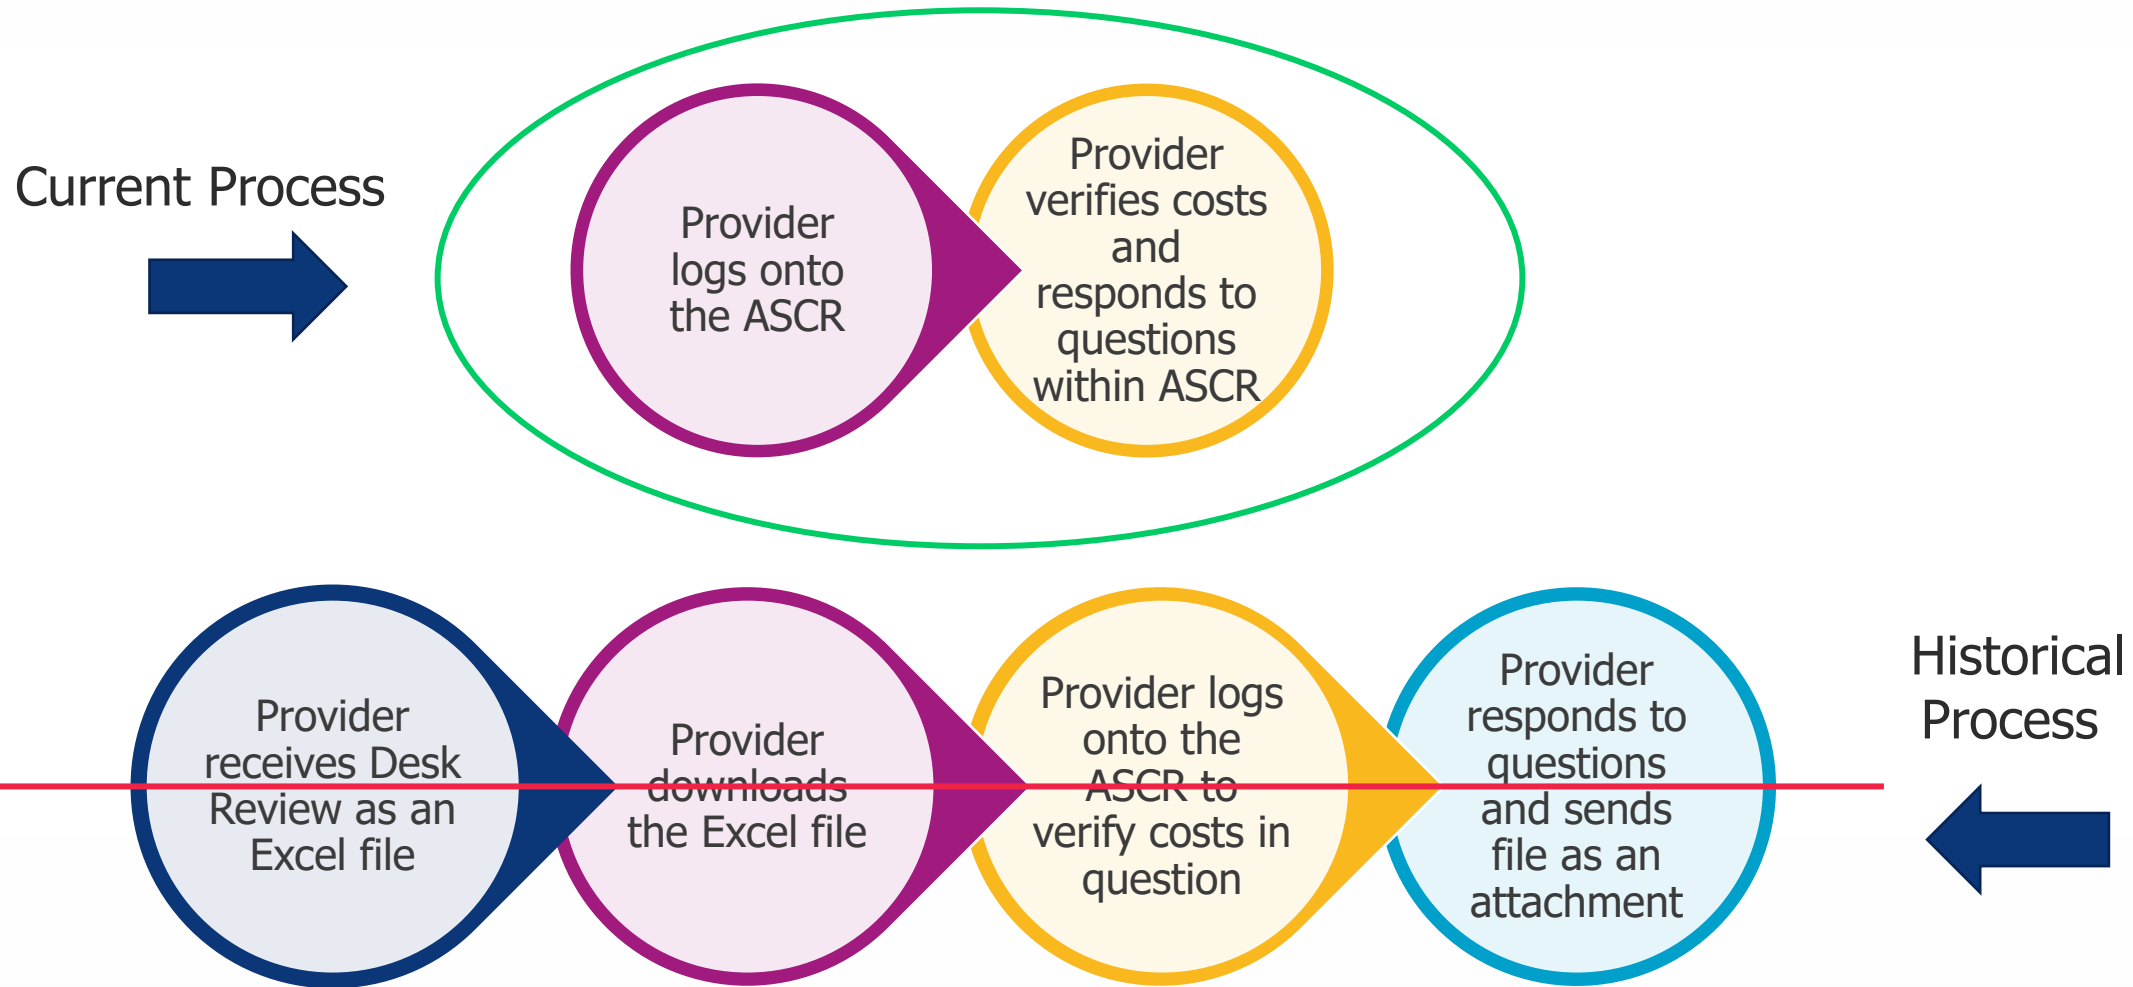 Current Process
Provider
logs onto
the ASCR
Provider
verifies costs
and
responds to
questions
within ASCR
Provider
receives Desk
Review as an
Excel file
Provider
downloads
the Excel file
Provider logs
onto the
ASCR to
verify costs in
question
Provider
responds to
questions
and sends
file as an
attachment
Historical
Process